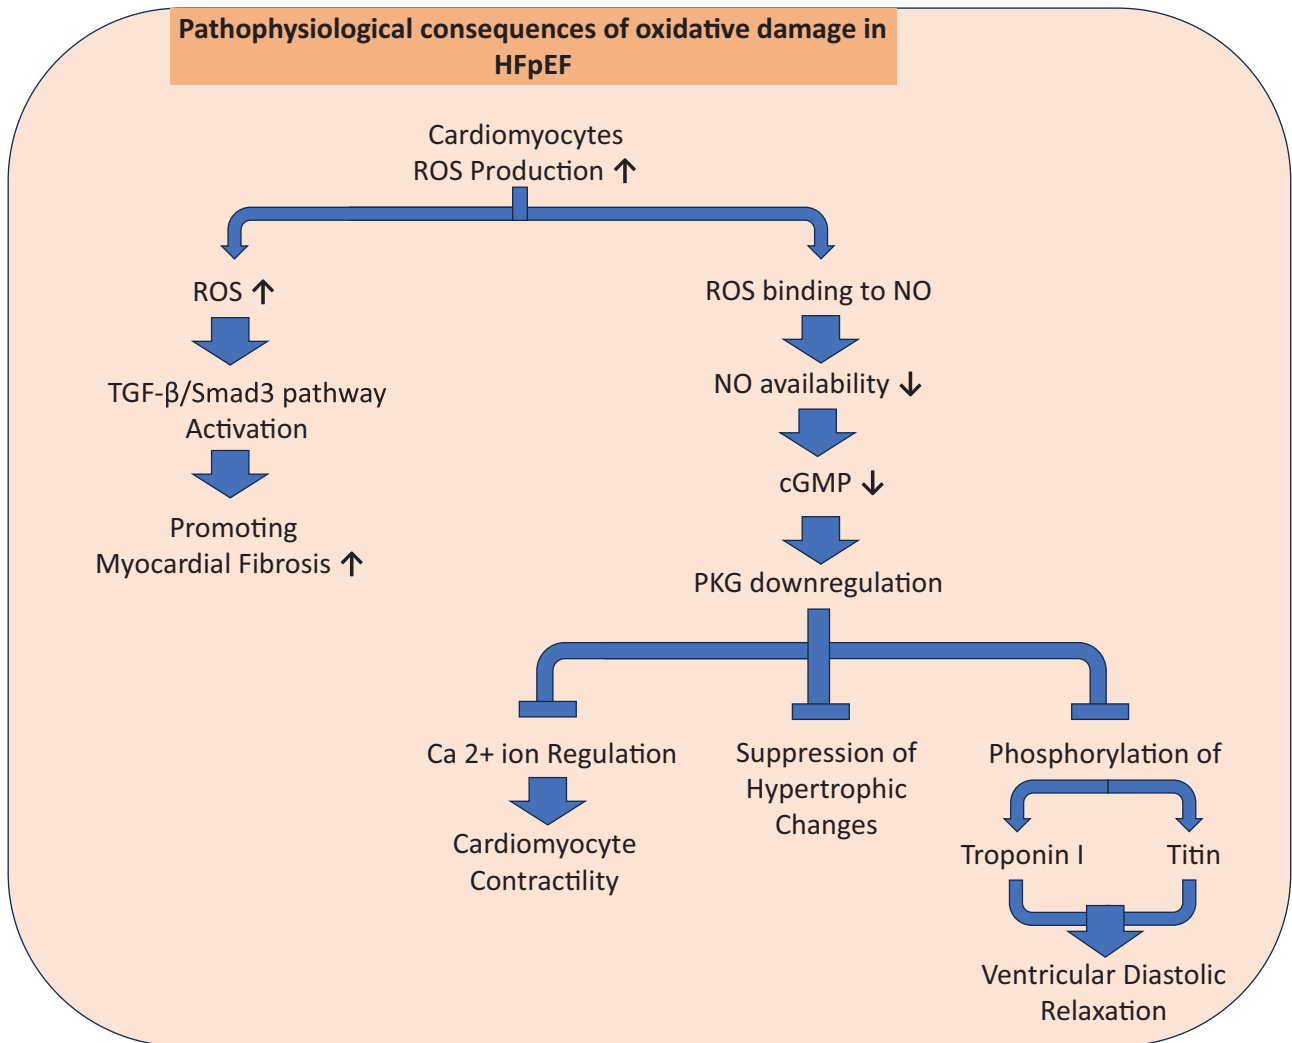 Pathophysiological consequences of oxidative damage in
HFpEF
Cardiomyocytes
ROS Production ↑
ROS ↑
TGF-β/Smad3 pathway
Activation
Promoting
Myocardial Fibrosis ↑
ROS binding to NO
NO availability ↓
cGMP ↓
PKG downregulation
Ca 2+ ion Regulation
Cardiomyocyte
Contractility
Suppression of
Hypertrophic
Changes
Phosphorylation of
Troponin I
Titin
Ventricular Diastolic
Relaxation